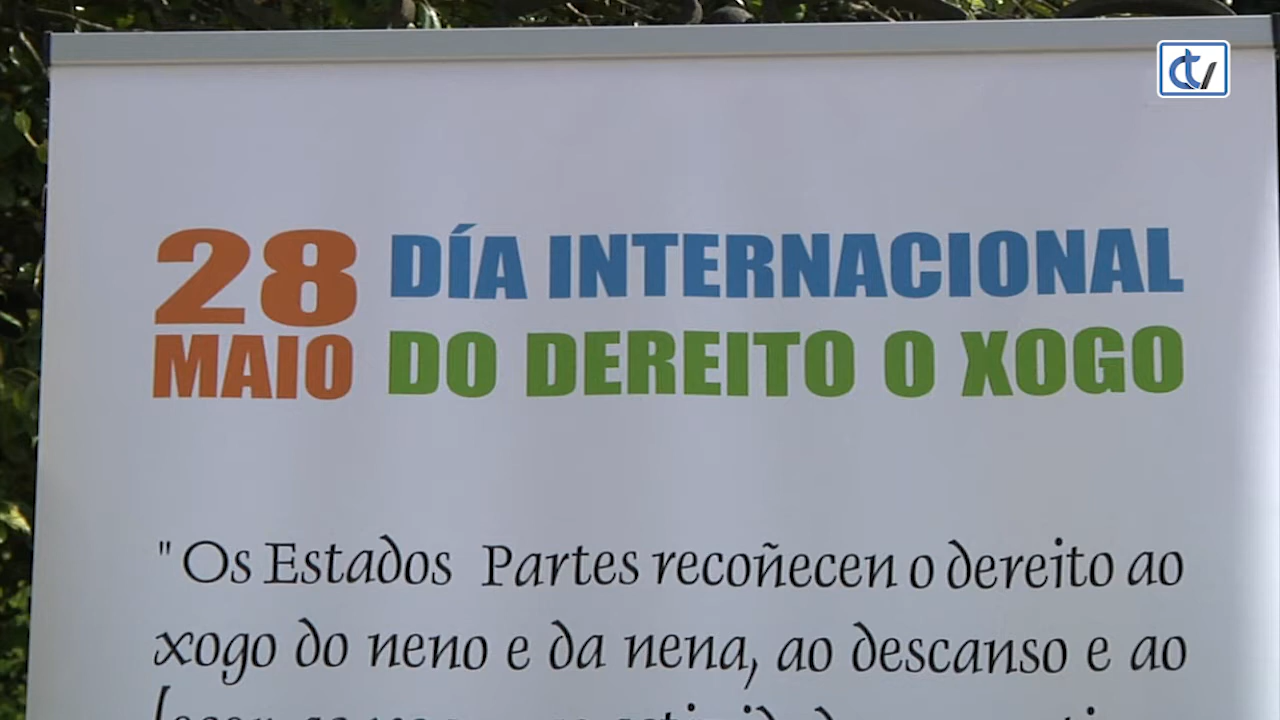 28 DÍA INTERNACIONAL
MAIO DO DEREITO O XOGO
"Os Estados Partes recoñecen o dereito ao
xogo do neno e da nena, ao descanso e ao